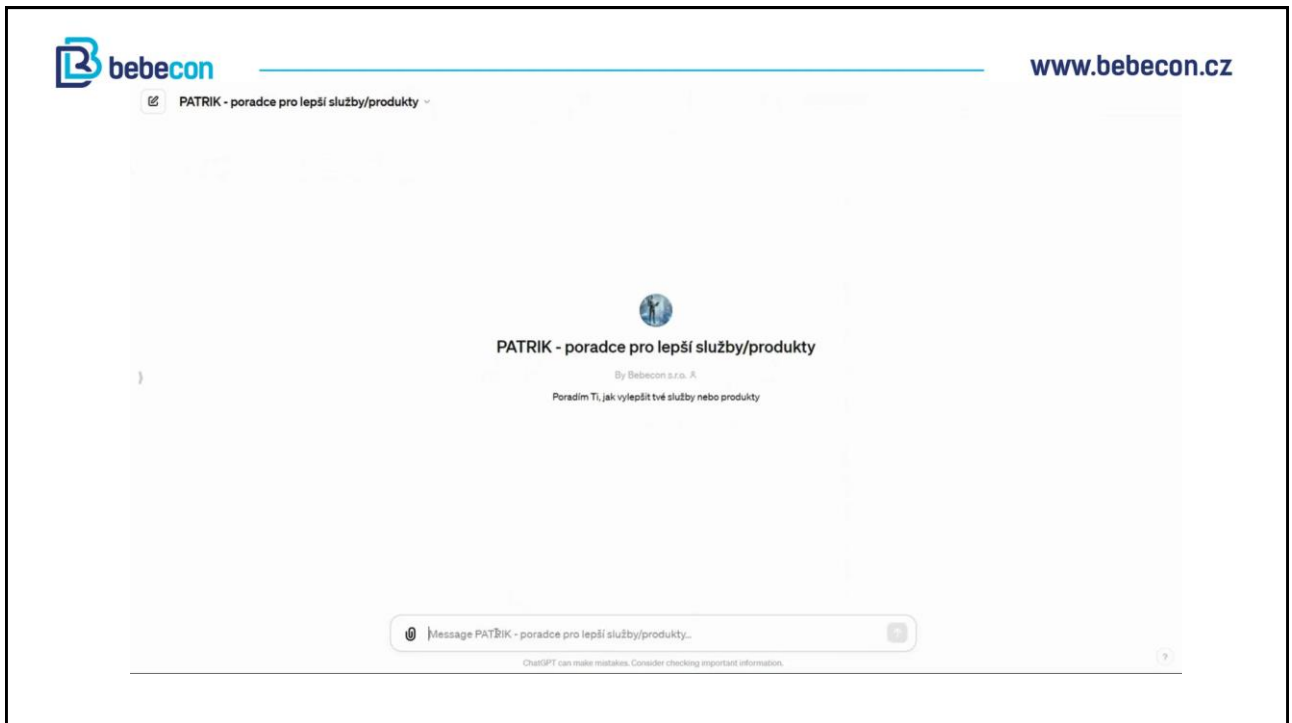 bebecon
www.bebecon.cz
PATRIK - poradce pro lepší služby/produkty
PATRIK - poradce pro lepší služby/produkty
By Bebecon s.r.o.
Poradím Ti, jak vylepšit tvé služby nebo produkty
Message PATRIK - poradce pro lepší služby/produkty…
ChatGPT can make mistakes. Consider checking important information.
?